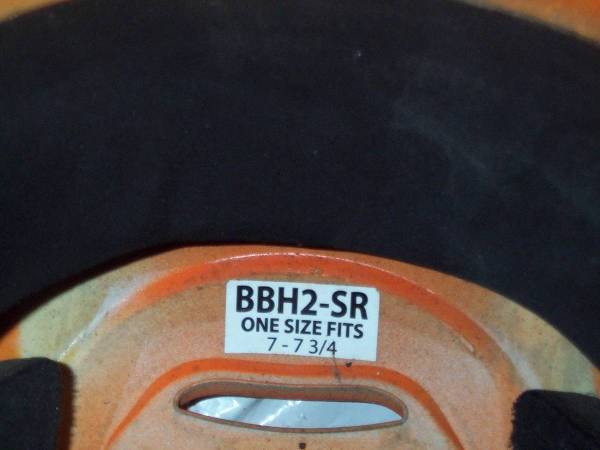 BBH2-SR
ONE SIZE FITS
7 - 7 3/4